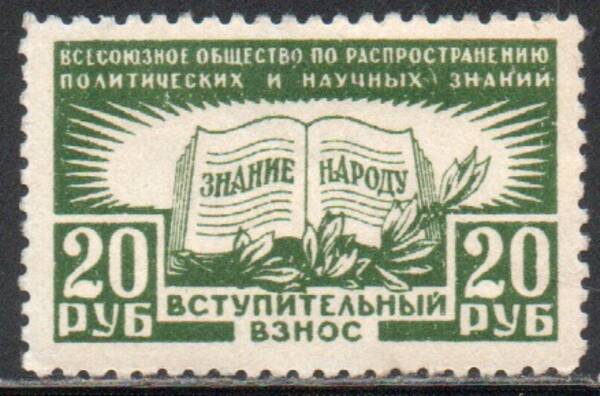 ВСЕСОЮЗНОЕ ОБЩЕСТВО ПО РАСПРОСТРАНЕНИЮ
ПОЛИТИЧЕСКИХ И НАУЧНЫХ ЗНАНИЙ
ЗНАНИЕ НАРОДУ
20 РУБ
20 РУБ
ВСТУПИТЕЛЬНЫЙ
ВЗНОС